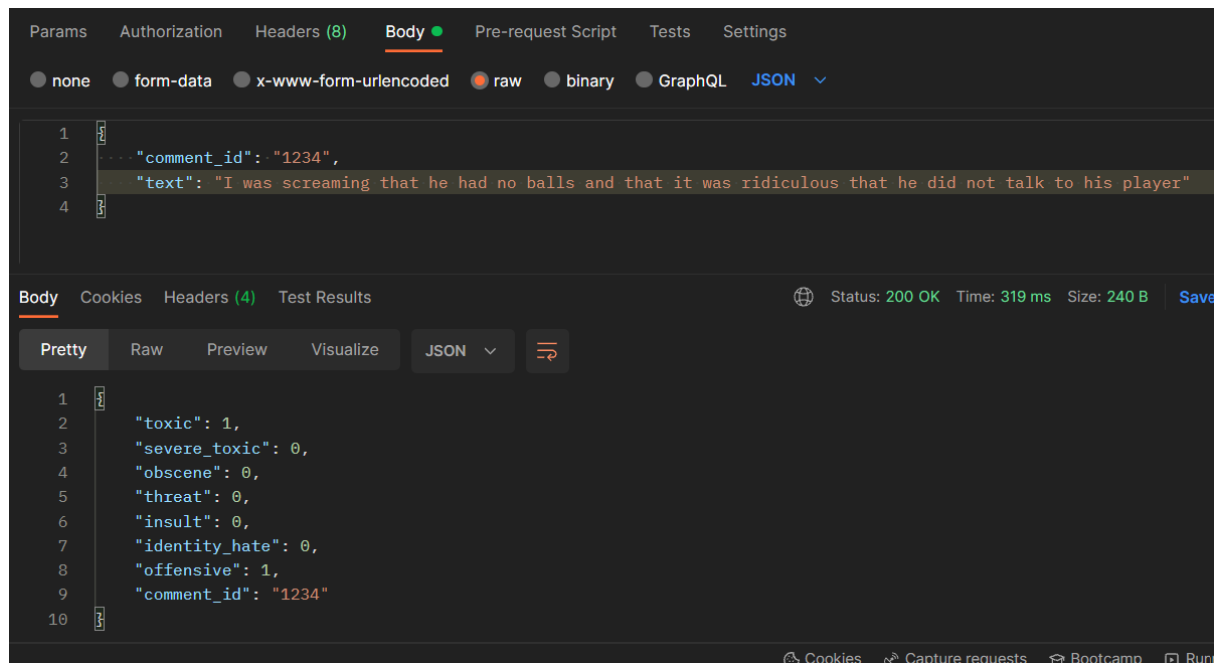 Params Authorization Headers (8) Body Pre-request Script Tests Settings
none form-data x-www-form-urlencoded raw binary GraphQL JSON
1 {
2 "comment_id": "1234",
3 "text": "I was screaming that he had no balls and that it was ridiculous that he did not talk to his player"
4 }
Body Cookies Headers (4) Test Results Status: 200 OK Time: 319 ms Size: 240 B Save
Pretty Raw Preview Visualize JSON
1 {
2 "toxic": 1,
3 "severe_toxic": 0,
4 "obscene": 0,
5 "threat": 0,
6 "insult": 0,
7 "identity_hate": 0,
8 "offensive": 1,
9 "comment_id": "1234"
10 }
Cookies Capture requests Bootcamp